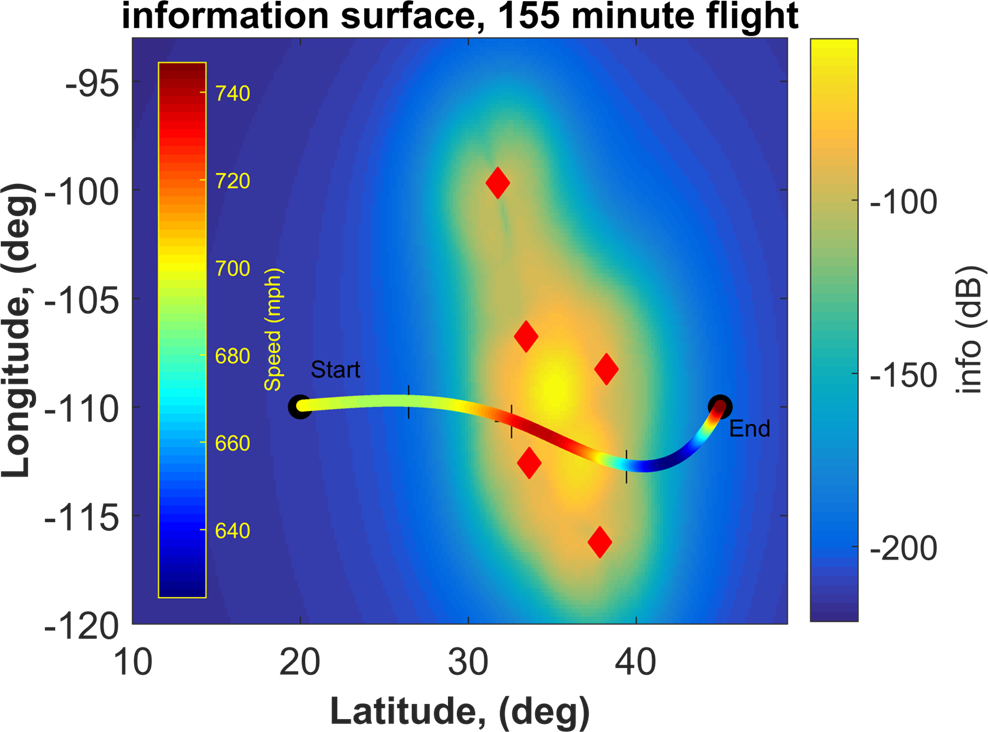 information surface, 155 minute flight
Longitude, (deg)
-95
-100
-105
-110
-115
-120
740
720
700
680
660
640
Speed (mph)
Start
End
10
20
30
40
Latitude, (deg)
-100
-150
-200
info (dB)